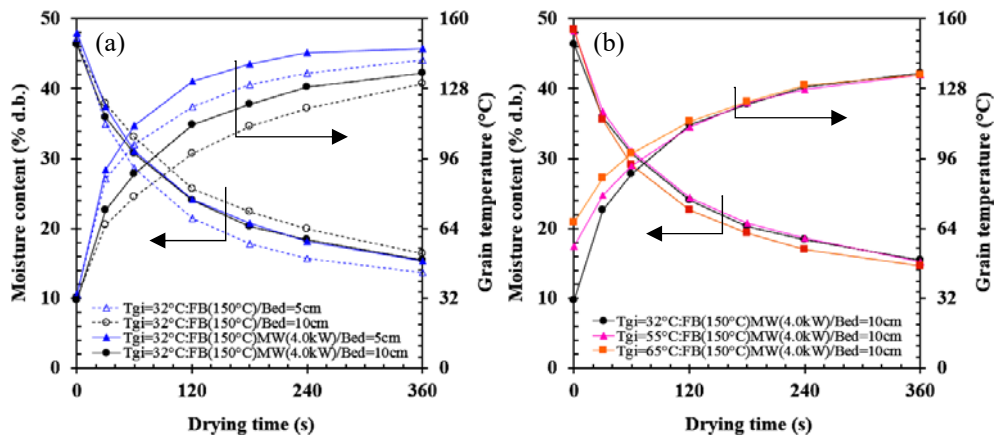 (a)
Moisture content (% d.b.)
50
40
30
20
10
Grain temperature (°C)
160
128
96
64
32
Tgi=32°C:FB(150°C)/Bed=5cm
Tgi=32°C:FB(150°C)/Bed=10cm
Tgi=32°C:FB(150°C)MW(4.0kW)/Bed=5cm
Tgi=32°C:FB(150°C)MW(4.0kW)/Bed=10cm
0
120
240
360
Drying time (s)
(b)
Moisture content (% d.b.)
50
40
30
20
10
Grain temperature (°C)
160
128
96
64
32
Tgi=32°C:FB(150°C)MW(4.0kW)/Bed=10cm
Tgi=55°C:FB(150°C)MW(4.0kW)/Bed=10cm
Tgi=65°C:FB(150°C)MW(4.0kW)/Bed=10cm
0
120
240
360
Drying time (s)